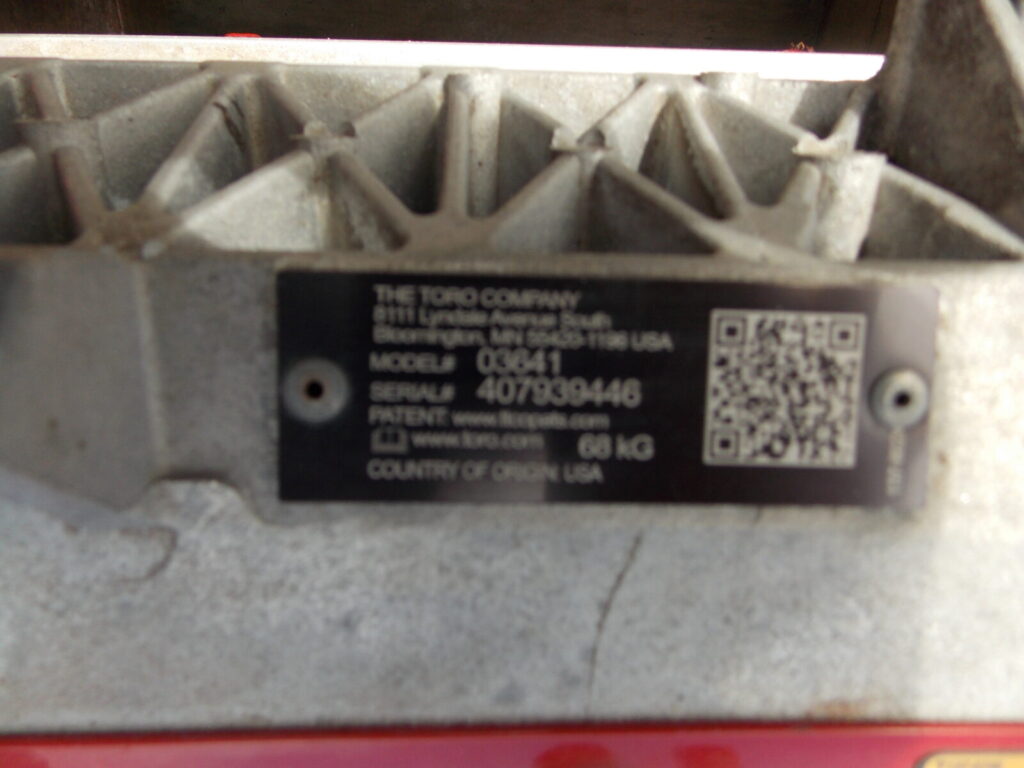 THE TORO COMPANY
8111 Lyndale Avenue South
Bloomington, MN 55420-1196 USA
MODEL# 03641
SERIAL# 407939446
PATENT: www.ttcopats.com
www.toro.com 68 kG
COUNTRY OF ORIGIN: USA